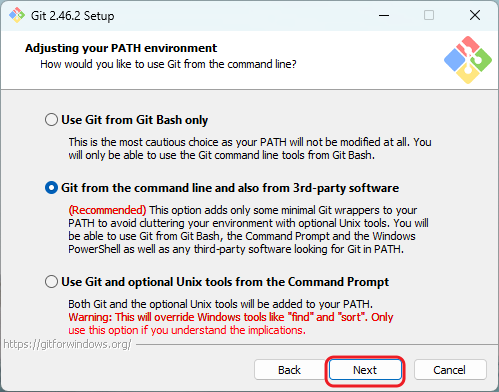 Git 2.46.2 Setup
Adjusting your PATH environment
How would you like to use Git from the command line?
Use Git from Git Bash only
This is the most cautious choice as your PATH will not be modified at all. You
will only be able to use the Git command line tools from Git Bash.
Git from the command line and also from 3rd-party software
(Recommended) This option adds only some minimal Git wrappers to your
PATH to avoid cluttering your environment with optional Unix tools. You will
be able to use Git from Git Bash, the Command Prompt and the Windows
PowerShell as well as any third-party software looking for Git in PATH.
Use Git and optional Unix tools from the Command Prompt
Both Git and the optional Unix tools will be added to your PATH.
Warning: This will override Windows tools like "find" and "sort". Only
use this option if you understand the implications.
https://gitforwindows.org/
Back
Next
Cancel